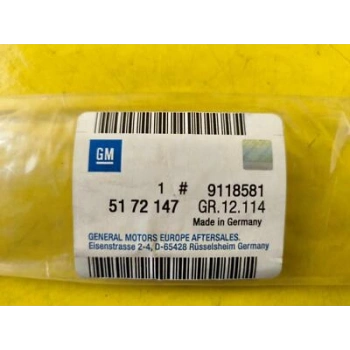 GM
1 # 9118581
51 72 147 GR.12.114
Made in Germany
GENERAL MOTORS EUROPE AFTERSALES.
Eisenstrasse 2-4, D-65428 Rüsselsheim Germany